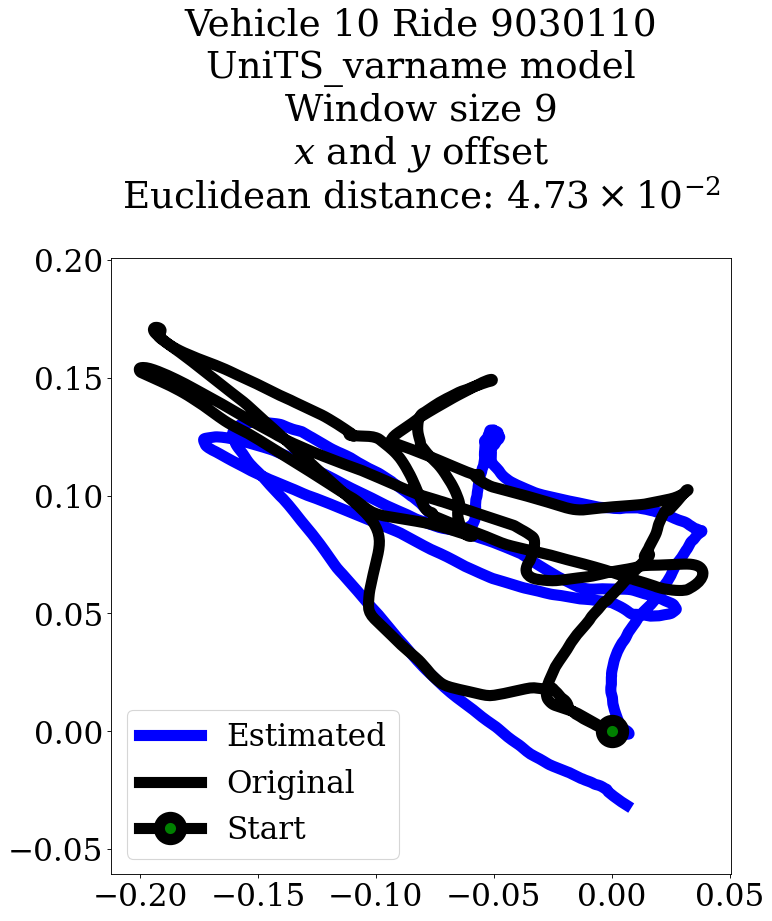 Vehicle 10 Ride 9030110
UniTS_varname model
Window size 9
x and y offset
Euclidean distance: 4.73 × 10⁻²
0.20
0.15
0.10
0.05
0.00
−0.05
Estimated
Original
Start
−0.20 −0.15 −0.10 −0.05 0.00 0.05